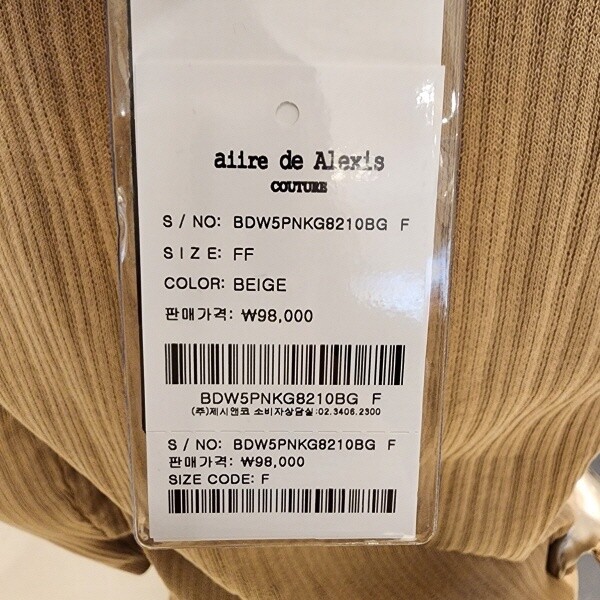 aiire de Alexis
COUTURE
S / NO: BDW5PNKG8210BG F
SIZE: FF
COLOR: BEIGE
판매가격: ₩98,000
BDW5PNKG8210BG F
(주)제시앤코 소비자상담실:02.3406.2300
S / NO: BDW5PNKG8210BG F
판매가격: ₩98,000
SIZE CODE: F